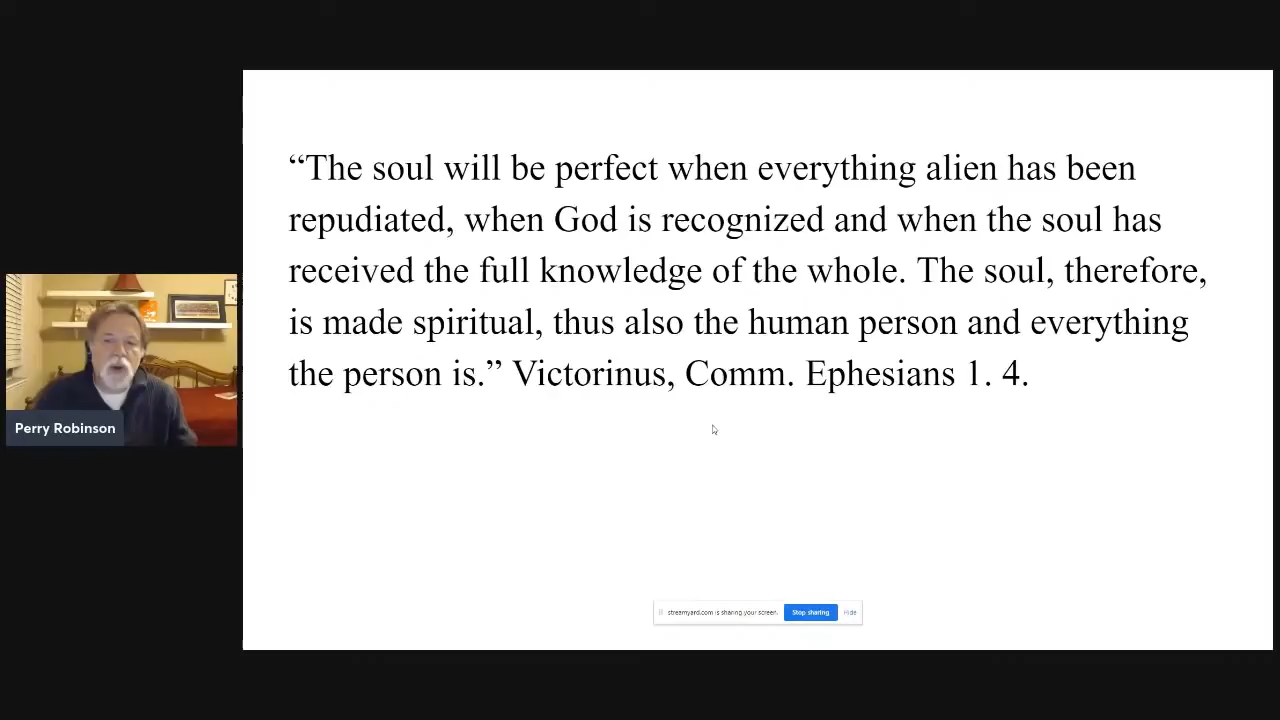 “The soul will be perfect when everything alien has been
repudiated, when God is recognized and when the soul has
received the full knowledge of the whole. The soul, therefore,
is made spiritual, thus also the human person and everything
the person is.” Victorinus, Comm. Ephesians 1. 4.
Perry Robinson
streamyard.com is sharing your screen. Stop sharing Hide